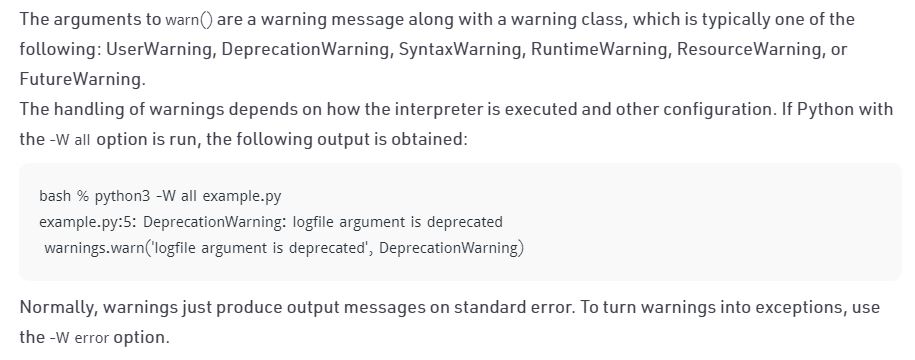 The arguments to warn() are a warning message along with a warning class, which is typically one of the
following: UserWarning, DeprecationWarning, SyntaxWarning, RuntimeWarning, ResourceWarning, or
FutureWarning.
The handling of warnings depends on how the interpreter is executed and other configuration. If Python with
the -W all option is run, the following output is obtained:
bash % python3 -W all example.py
example.py:5: DeprecationWarning: logfile argument is deprecated
warnings.warn('logfile argument is deprecated', DeprecationWarning)
Normally, warnings just produce output messages on standard error. To turn warnings into exceptions, use
the -W error option.